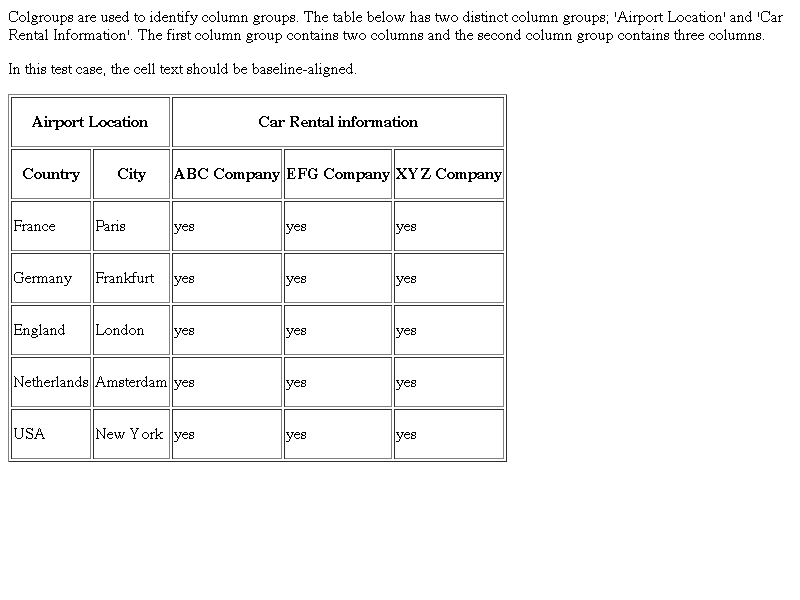 Colgroups are used to identify column groups. The table below has two distinct column groups; 'Airport Location' and 'Car
Rental Information'. The first column group contains two columns and the second column group contains three columns.
In this test case, the cell text should be baseline-aligned.
Airport Location Car Rental information
Country City ABC Company EFG Company XYZ Company
France Paris yes yes yes
Germany Frankfurt yes yes yes
England London yes yes yes
Netherlands Amsterdam yes yes yes
USA New York yes yes yes